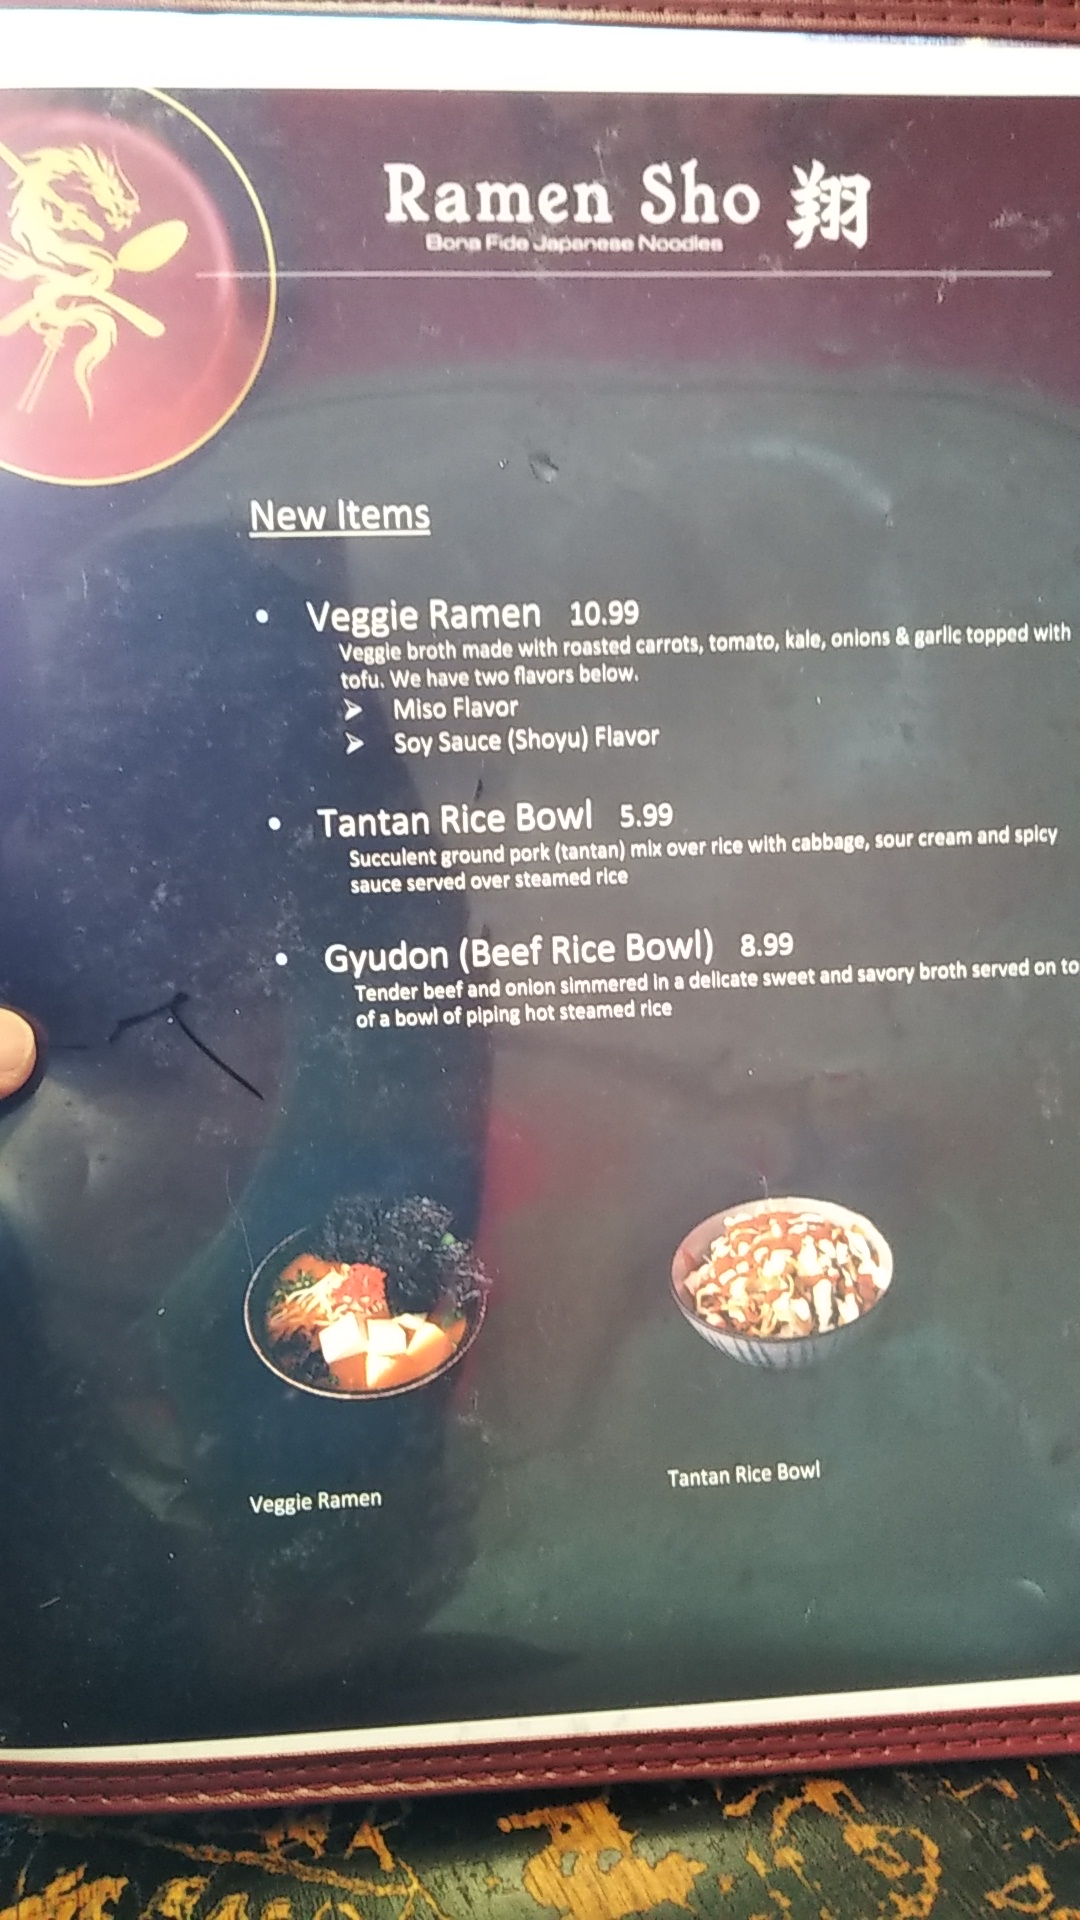 Ramen Sho 翔
Bona Fide Japanese Noodles
New Items
• Veggie Ramen 10.99
Veggie broth made with roasted carrots, tomato, kale, onions & garlic topped with
tofu. We have two flavors below.
➢ Miso Flavor
➢ Soy Sauce (Shoyu) Flavor
• Tantan Rice Bowl 5.99
Succulent ground pork (tantan) mix over rice with cabbage, sour cream and spicy
sauce served over steamed rice
• Gyudon (Beef Rice Bowl) 8.99
Tender beef and onion simmered in a delicate sweet and savory broth served on to
of a bowl of piping hot steamed rice
Veggie Ramen
Tantan Rice Bowl